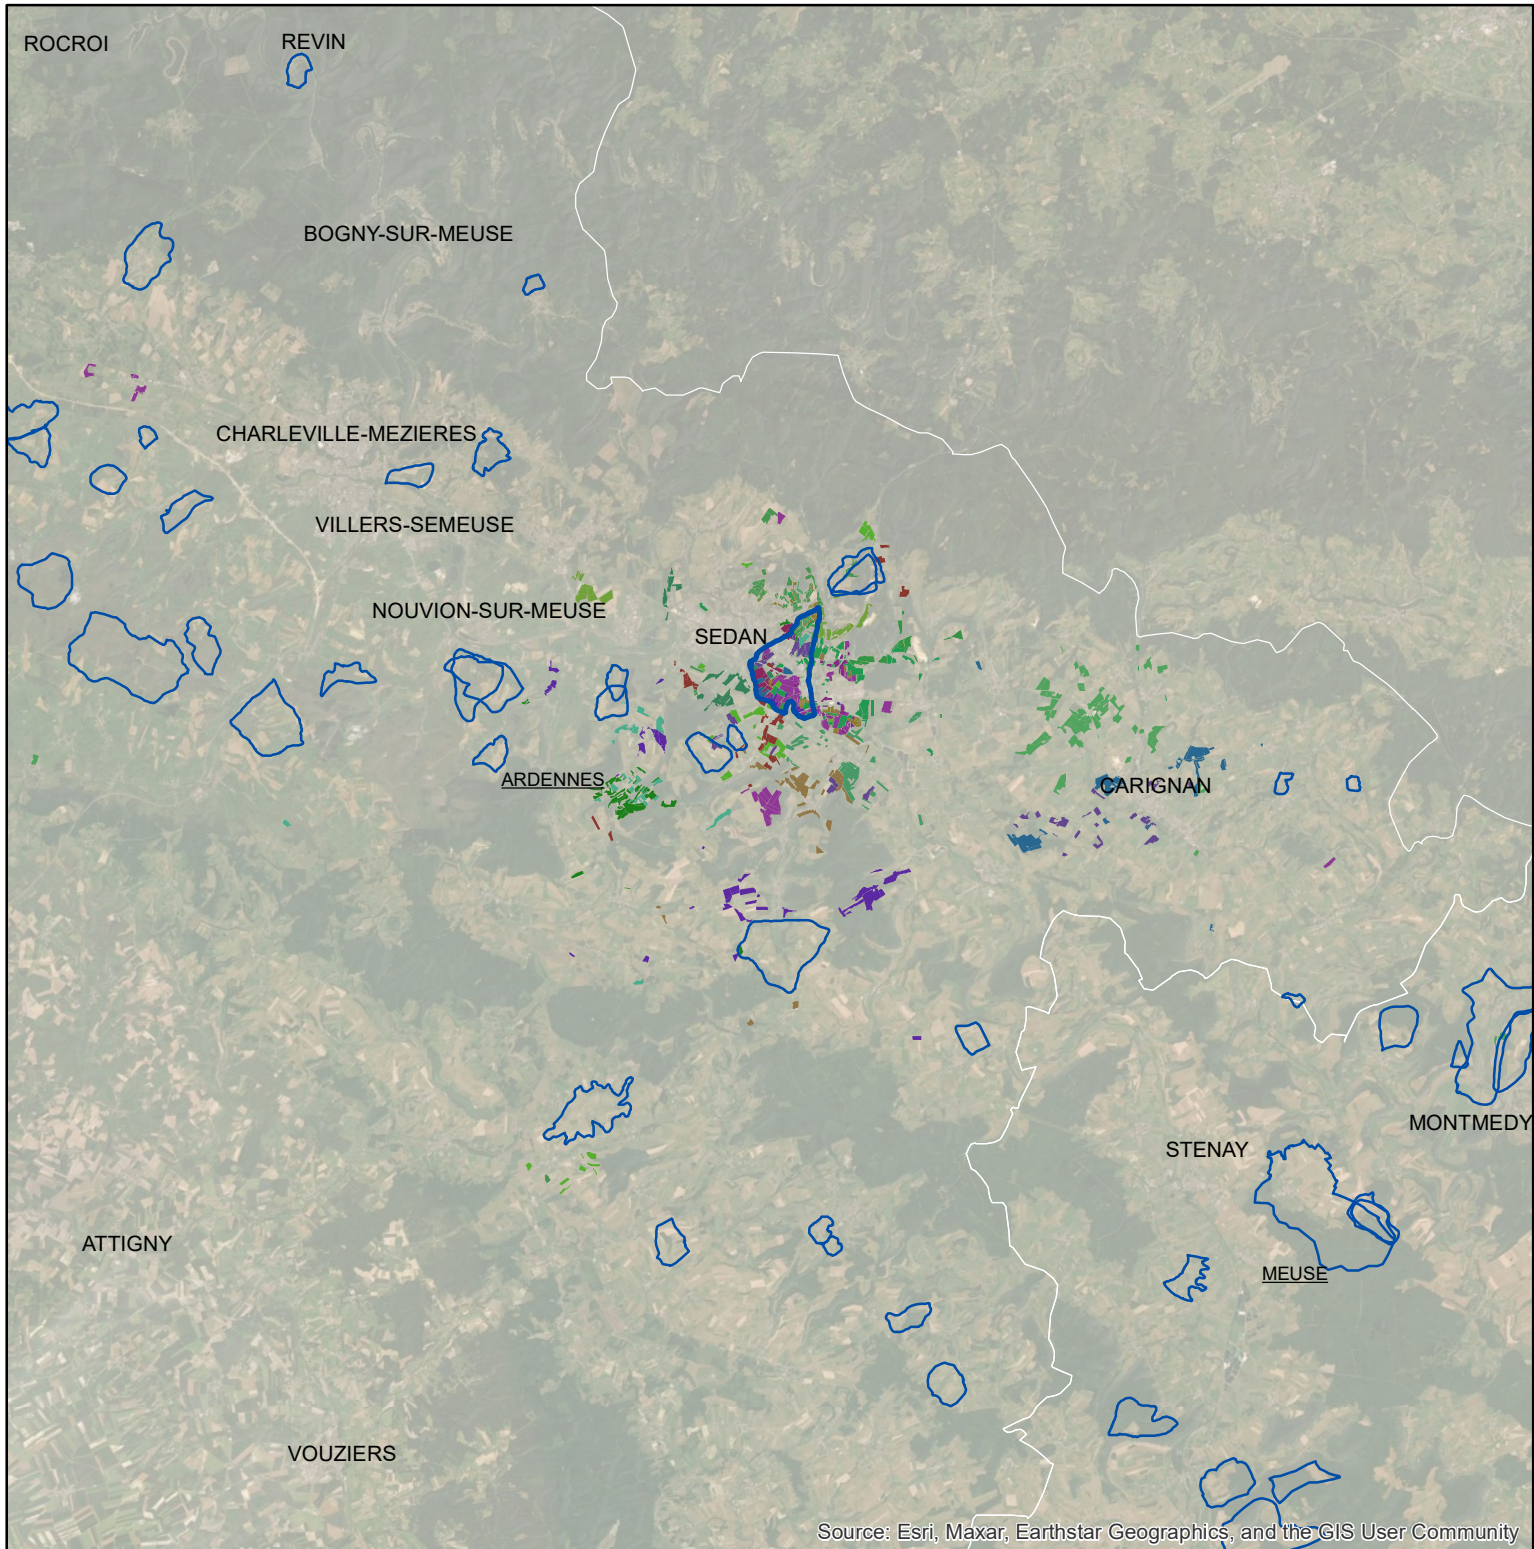 ROCROI
REVIN
BOGNY-SUR-MEUSE
CHARLEVILLE-MEZIERES
VILLERS-SEMEUSE
NOUVION-SUR-MEUSE
SEDAN
ARDENNES
CARIGNAN
MONTMEDY
STENAY
ATTIGNY
MEUSE
VOUZIERS
Source: Esri, Maxar, Earthstar Geographics, and the GIS User Community